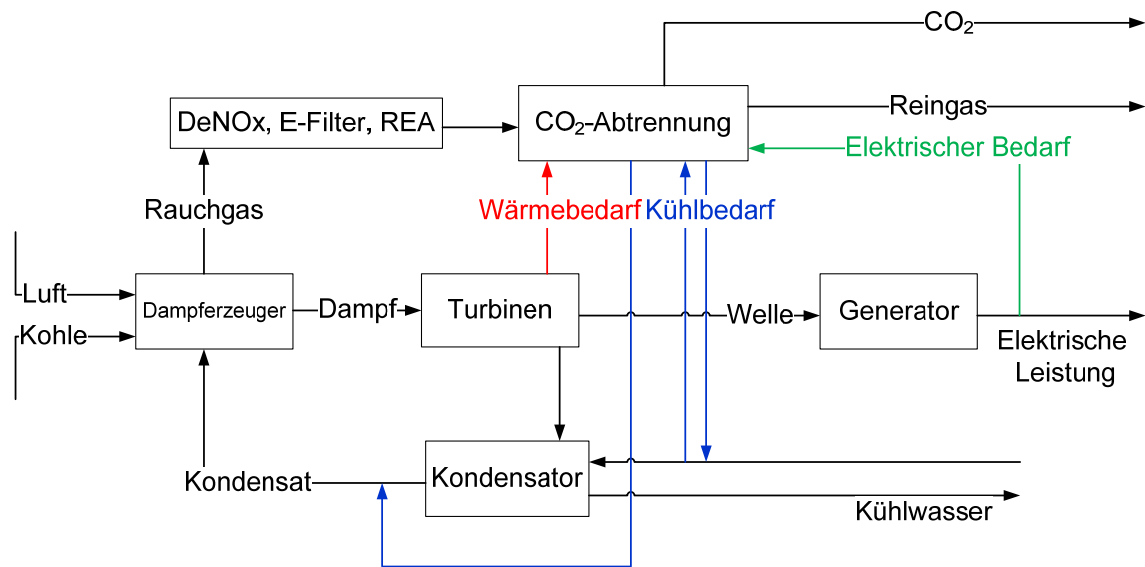 CO₂
DeNOx, E-Filter, REA
CO₂-Abtrennung
Reingas
Elektrischer Bedarf
Rauchgas
Wärmebedarf
Kühlbedarf
Luft
Dampferzeuger
Dampf
Turbinen
Welle
Generator
Kohle
Elektrische
Leistung
Kondensat
Kondensator
Kühlwasser